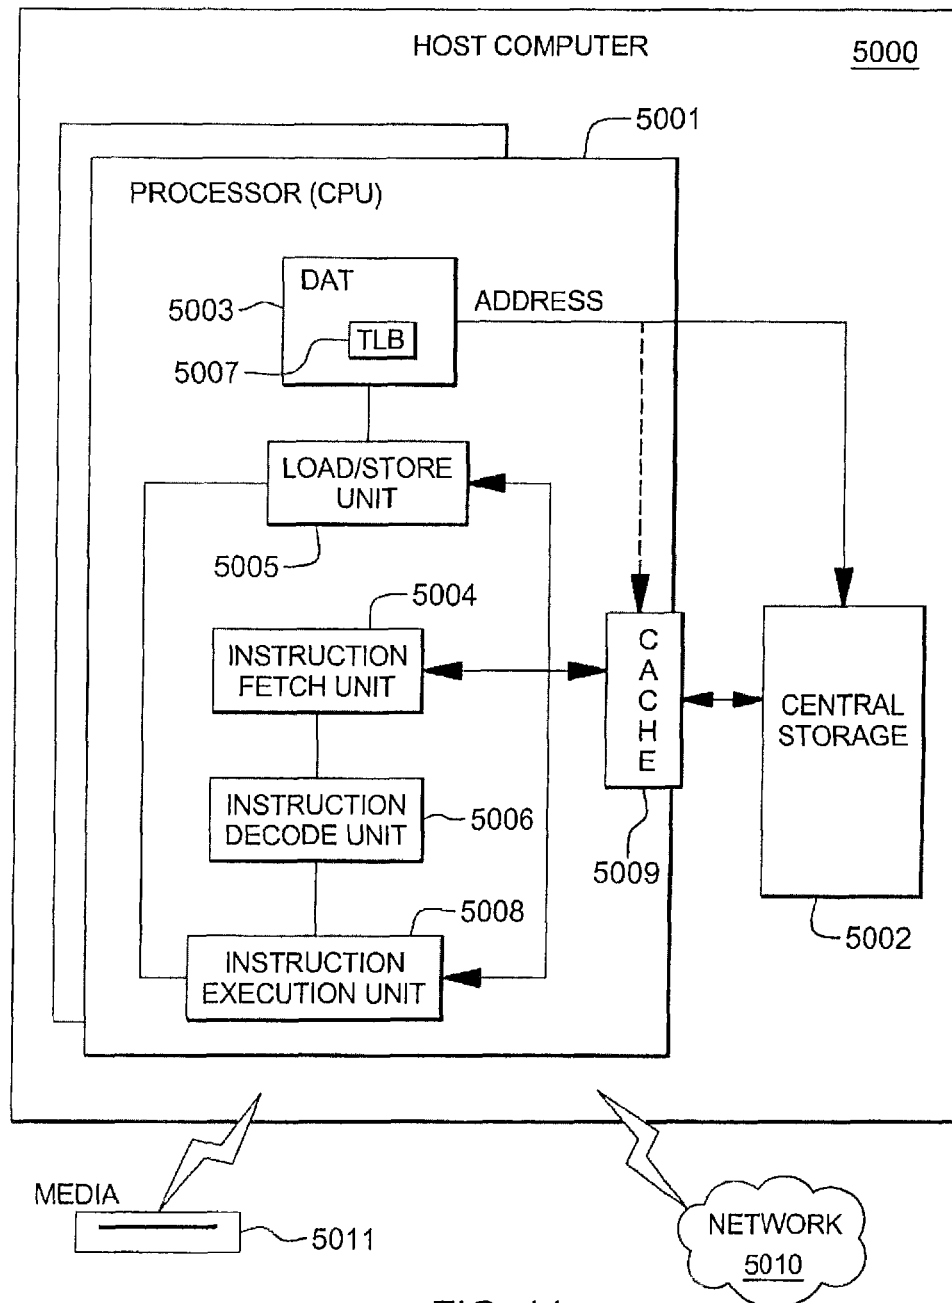 HOST COMPUTER
5000
5001
PROCESSOR (CPU)
DAT
5003
ADDRESS
TLB
5007
LOAD/STORE
UNIT
5005
5004
INSTRUCTION
FETCH UNIT
CACHE
CENTRAL
STORAGE
INSTRUCTION
DECODE UNIT
5006
5009
5008
5002
INSTRUCTION
EXECUTION UNIT
MEDIA
5011
NETWORK
5010